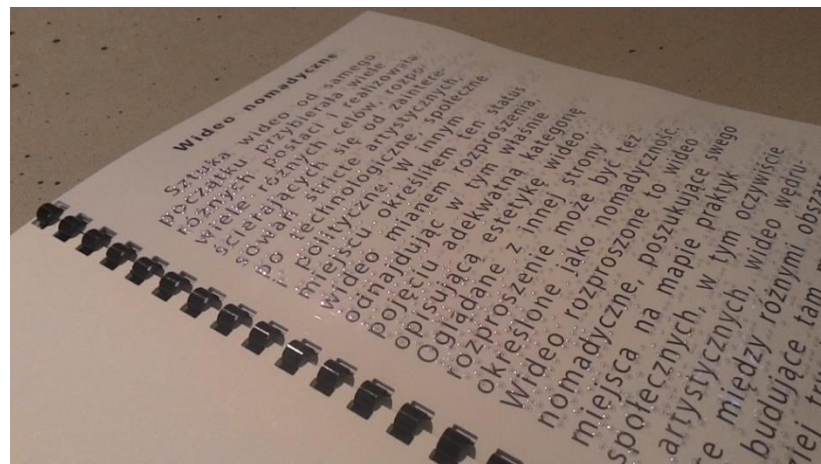 Wideo nomadyczne
Sztuka wideo od samego
początku przybierała wiele
różnych postaci i realizowała
wiele różnych celów, rozpo-
ścierających się od zaintere-
sowań stricte artystycznych,
po technologiczne, społeczne
i polityczne. W innym
miejscu określiłem ten status
wideo mianem rozproszenia,
odnajdując w tym właśnie
pojęciu adekwatną kategorię
opisującą estetykę wideo.
Oglądane z innej strony
rozproszenie może być też
określone jako nomadyczność.
Wideo rozproszone to wideo
nomadyczne, poszukujące swego
miejsca na mapie praktyk
społecznych, w tym oczywiście
artystycznych, wideo wędru-
między różnymi
budujące tam